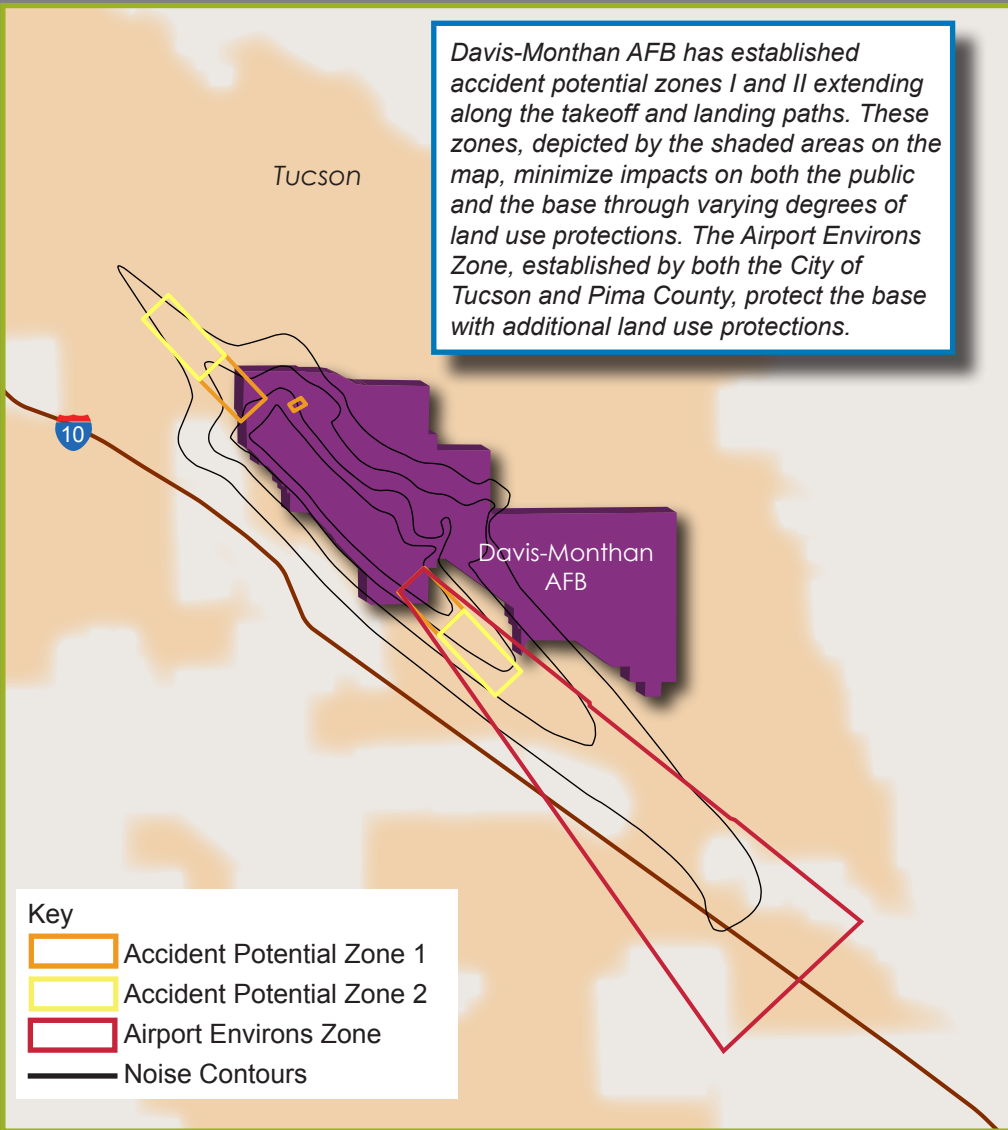 Davis-Monthan AFB has established
accident potential zones I and II extending
along the takeoff and landing paths. These
zones, depicted by the shaded areas on the
map, minimize impacts on both the public
and the base through varying degrees of
land use protections. The Airport Environs
Zone, established by both the City of
Tucson and Pima County, protect the base
with additional land use protections.
Tucson
10
Davis-Monthan
AFB
Key
Accident Potential Zone 1
Accident Potential Zone 2
Airport Environs Zone
Noise Contours